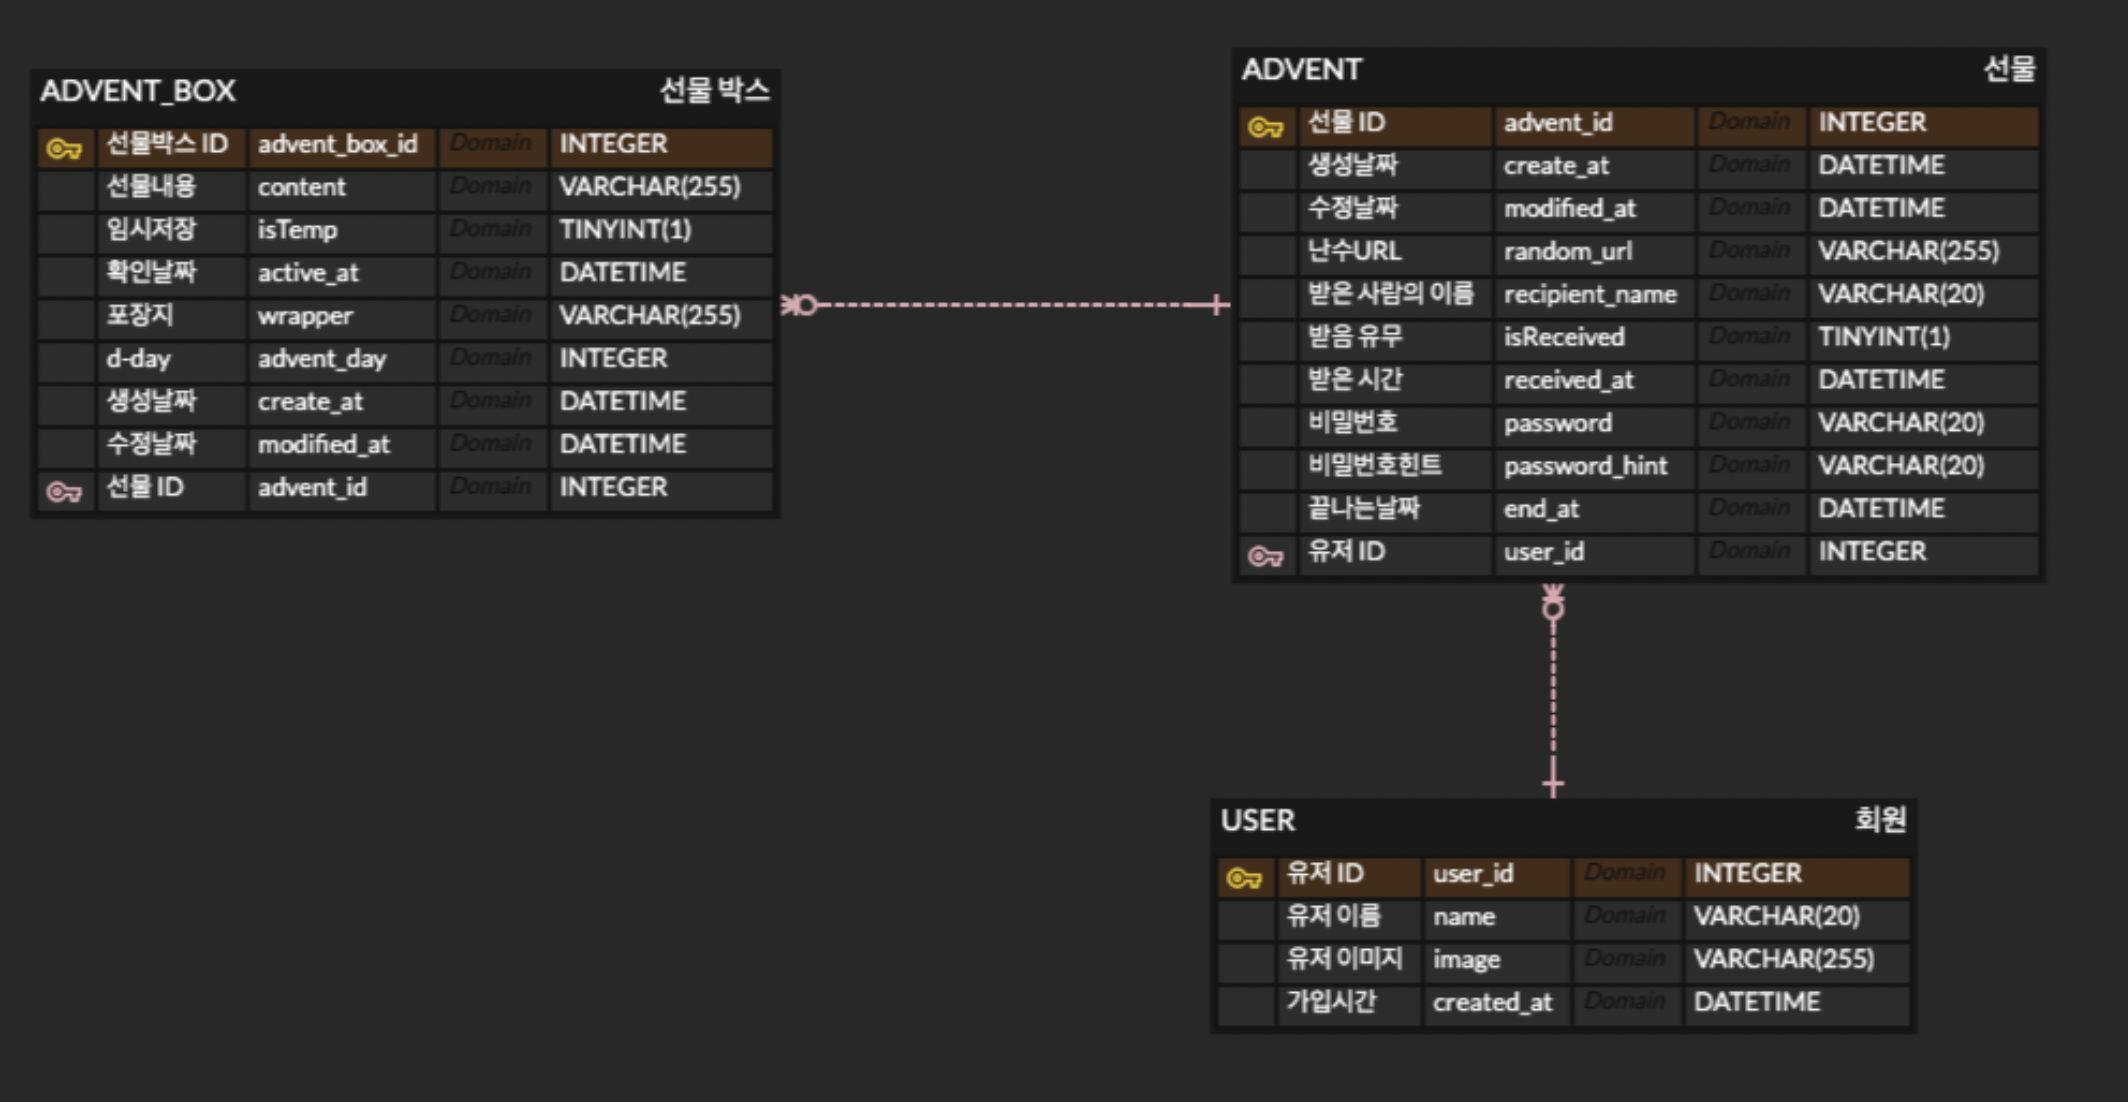 ADVENT_BOX 선물 박스
선물박스 ID advent_box_id Domain INTEGER
선물내용 content Domain VARCHAR(255)
임시저장 isTemp Domain TINYINT(1)
확인날짜 active_at Domain DATETIME
포장지 wrapper Domain VARCHAR(255)
d-day advent_day Domain INTEGER
생성날짜 create_at Domain DATETIME
수정날짜 modified_at Domain DATETIME
선물 ID advent_id Domain INTEGER
ADVENT 선물
선물 ID advent_id Domain INTEGER
생성날짜 create_at Domain DATETIME
수정날짜 modified_at Domain DATETIME
난수URL random_url Domain VARCHAR(255)
받은 사람의 이름 recipient_name Domain VARCHAR(20)
받음 유무 isReceived Domain TINYINT(1)
받은 시간 received_at Domain DATETIME
비밀번호 password Domain VARCHAR(20)
비밀번호힌트 password_hint Domain VARCHAR(20)
끝나는날짜 end_at Domain DATETIME
유저 ID user_id Domain INTEGER
USER 회원
유저 ID user_id Domain INTEGER
유저 이름 name Domain VARCHAR(20)
유저 이미지 image Domain VARCHAR(255)
가입시간 created_at Domain DATETIME